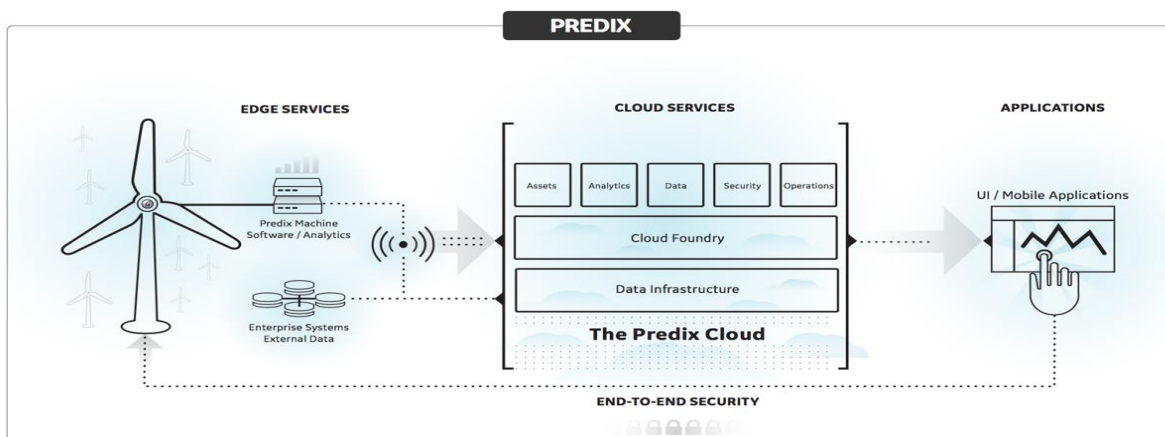 PREDIX
EDGE SERVICES
CLOUD SERVICES
APPLICATIONS
Assets
Analytics
Data
Security
Operations
UI / Mobile Applications
Predix Machine
Software / Analytics
Cloud Foundry
Data Infrastructure
Enterprise Systems
External Data
The Predix Cloud
END-TO-END SECURITY